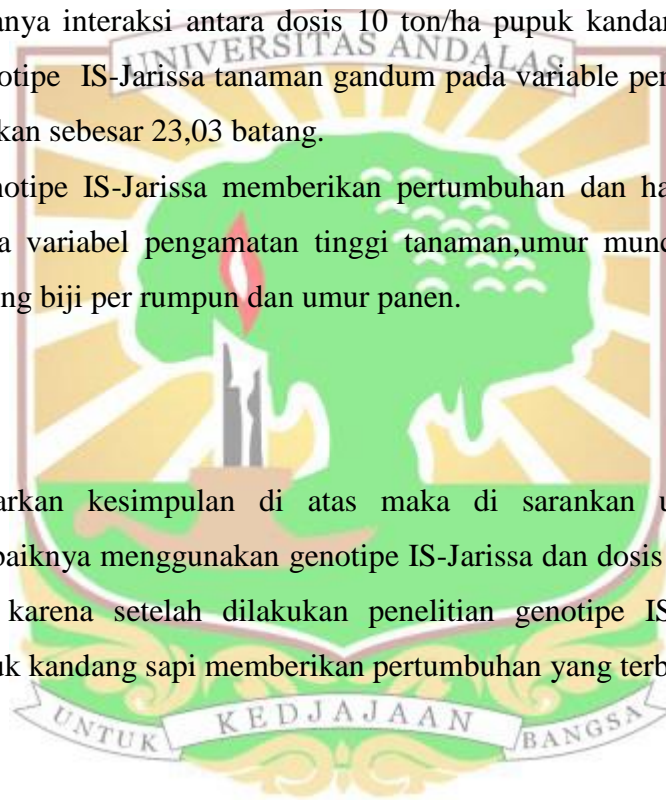 anya interaksi antara dosis 10 ton/ha pupuk kandar
UNIVERSITAS ANDALAS
otipe IS-Jarissa tanaman gandum pada variable per
kan sebesar 23,03 batang.
notipe IS-Jarissa memberikan pertumbuhan dan ha
a variabel pengamatan tinggi tanaman,umur munc
ng biji per rumpun dan umur panen.
arkan kesimpulan di atas maka di sarankan u
baiknya menggunakan genotipe IS-Jarissa dan dosis
karena setelah dilakukan penelitian genotipe IS
uk kandang sapi memberikan pertumbuhan yang terb
UNTUK KEDJAJAAN BANGSA